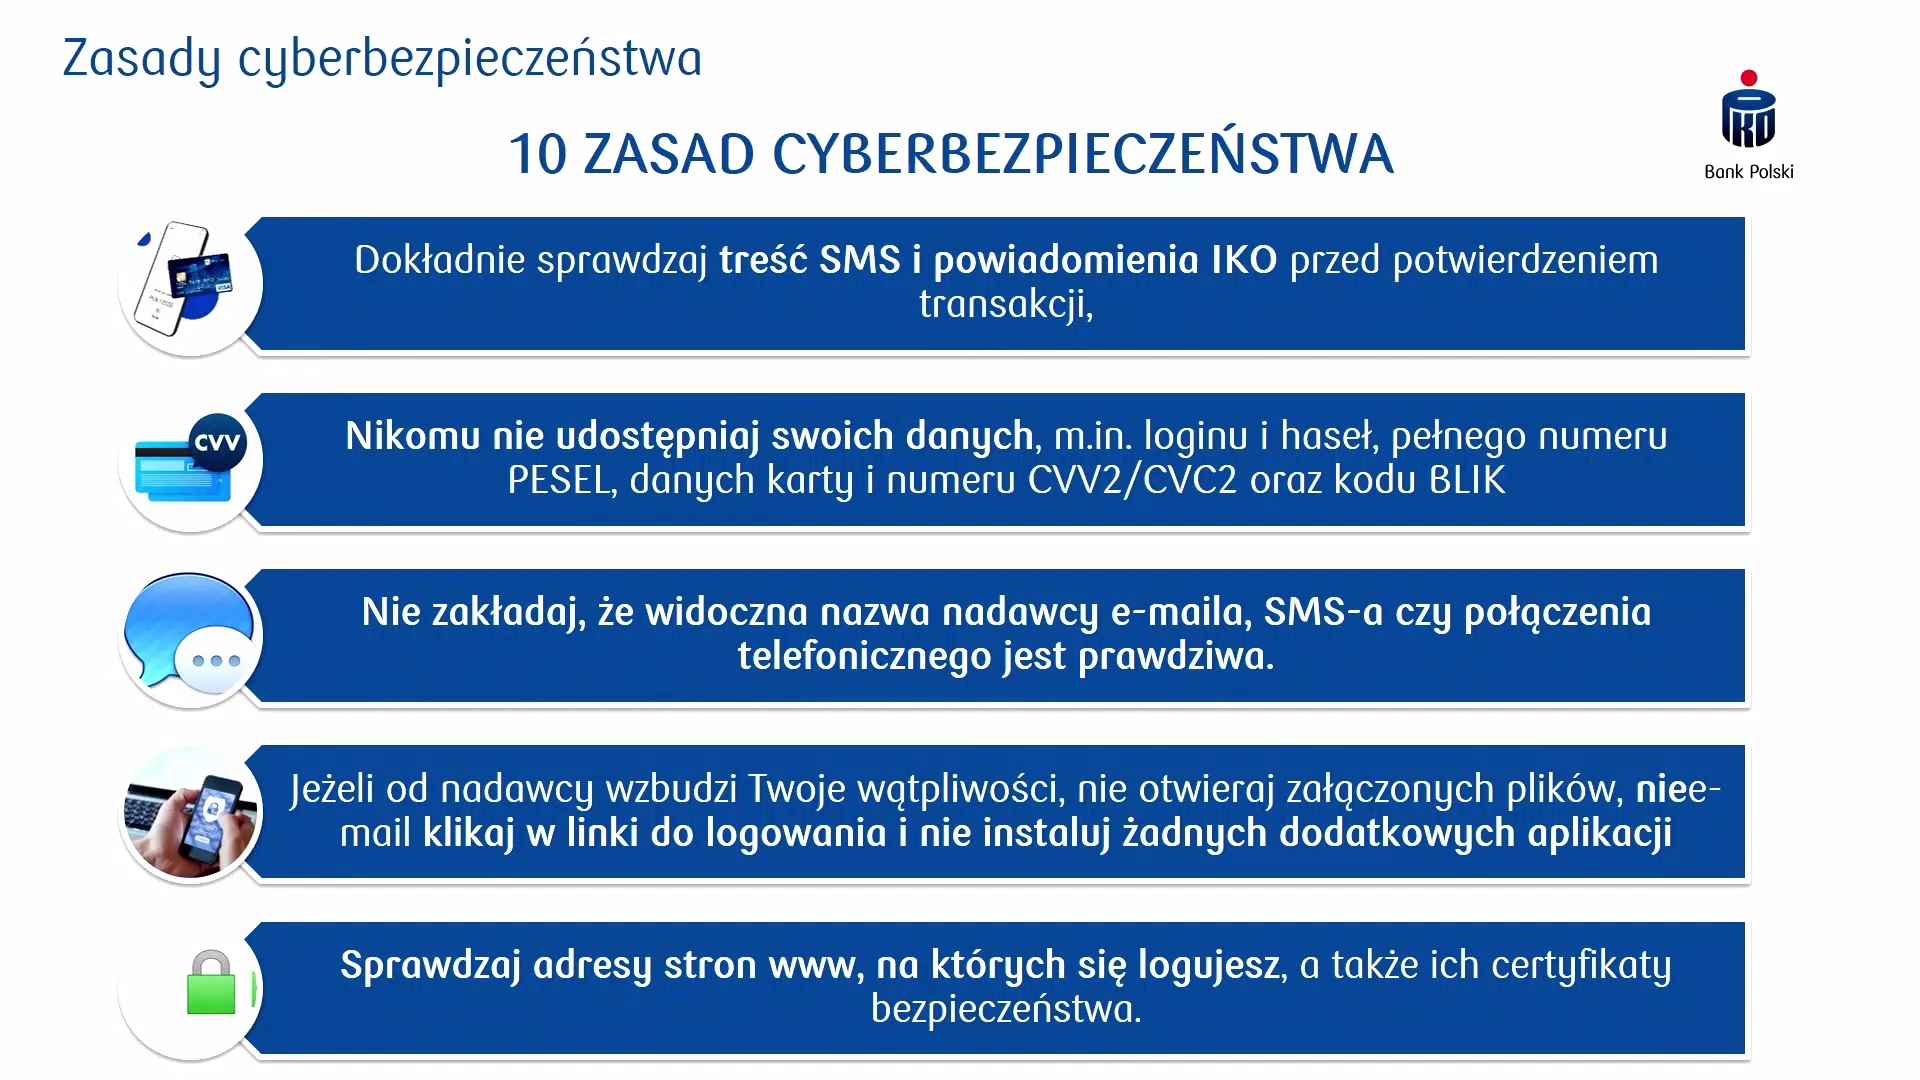 Zasady cyberbezpieczeństwa
10 ZASAD CYBERBEZPIECZEŃSTWA
PKO
Bank Polski
Dokładnie sprawdzaj treść SMS i powiadomienia IKO przed potwierdzeniem
transakcji,
VISA
CVV
Nikomu nie udostępniaj swoich danych, m.in. loginu i haseł, pełnego numeru
PESEL, danych karty i numeru CVV2/CVC2 oraz kodu BLIK
Nie zakładaj, że widoczna nazwa nadawcy e-maila, SMS-a czy połączenia
telefonicznego jest prawdziwa.
Jeżeli od nadawcy wzbudzi Twoje wątpliwości, nie otwieraj załączonych plików, niee-
mail klikaj w linki do logowania i nie instaluj żadnych dodatkowych aplikacji
Sprawdzaj adresy stron www, na których się logujesz, a także ich certyfikaty
bezpieczeństwa.